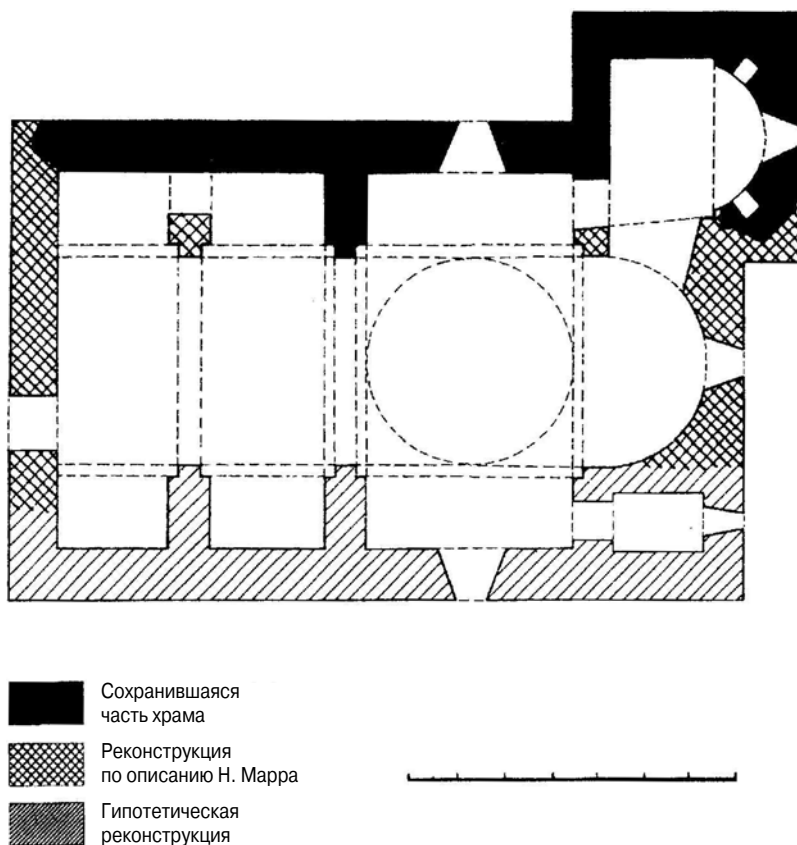 Сохранившаяся
часть храма
Реконструкция
по описанию Н. Марра
Гипотетическая
реконструкция